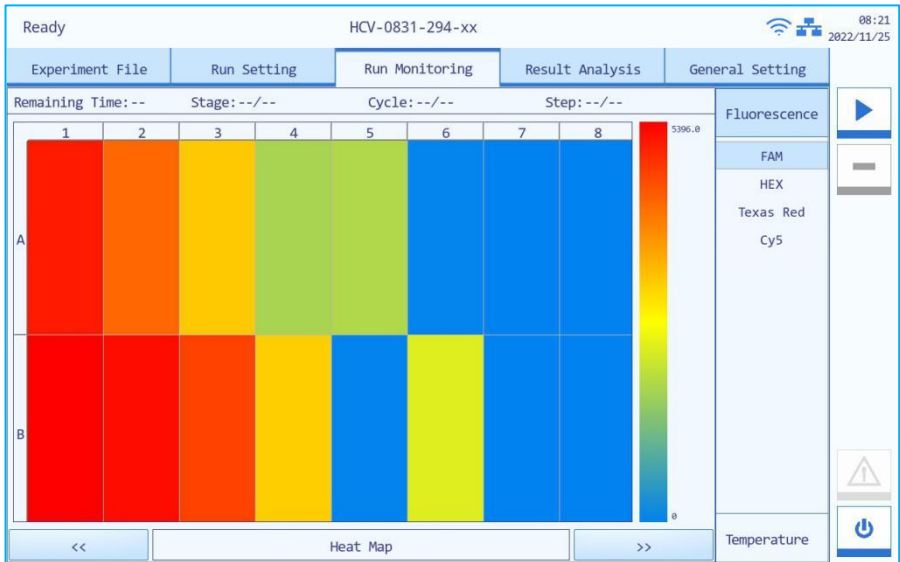 Ready HCV-0831-294-xx 08:21
2022/11/25
Experiment File Run Setting Run Monitoring Result Analysis General Setting
Remaining Time:-- Stage:--/-- Cycle:--/-- Step:--/--
Fluorescence
1 2 3 4 5 6 7 8
5396.0
FAM
HEX
Texas Red
Cy5
A
B
0
<< Heat Map >>
Temperature